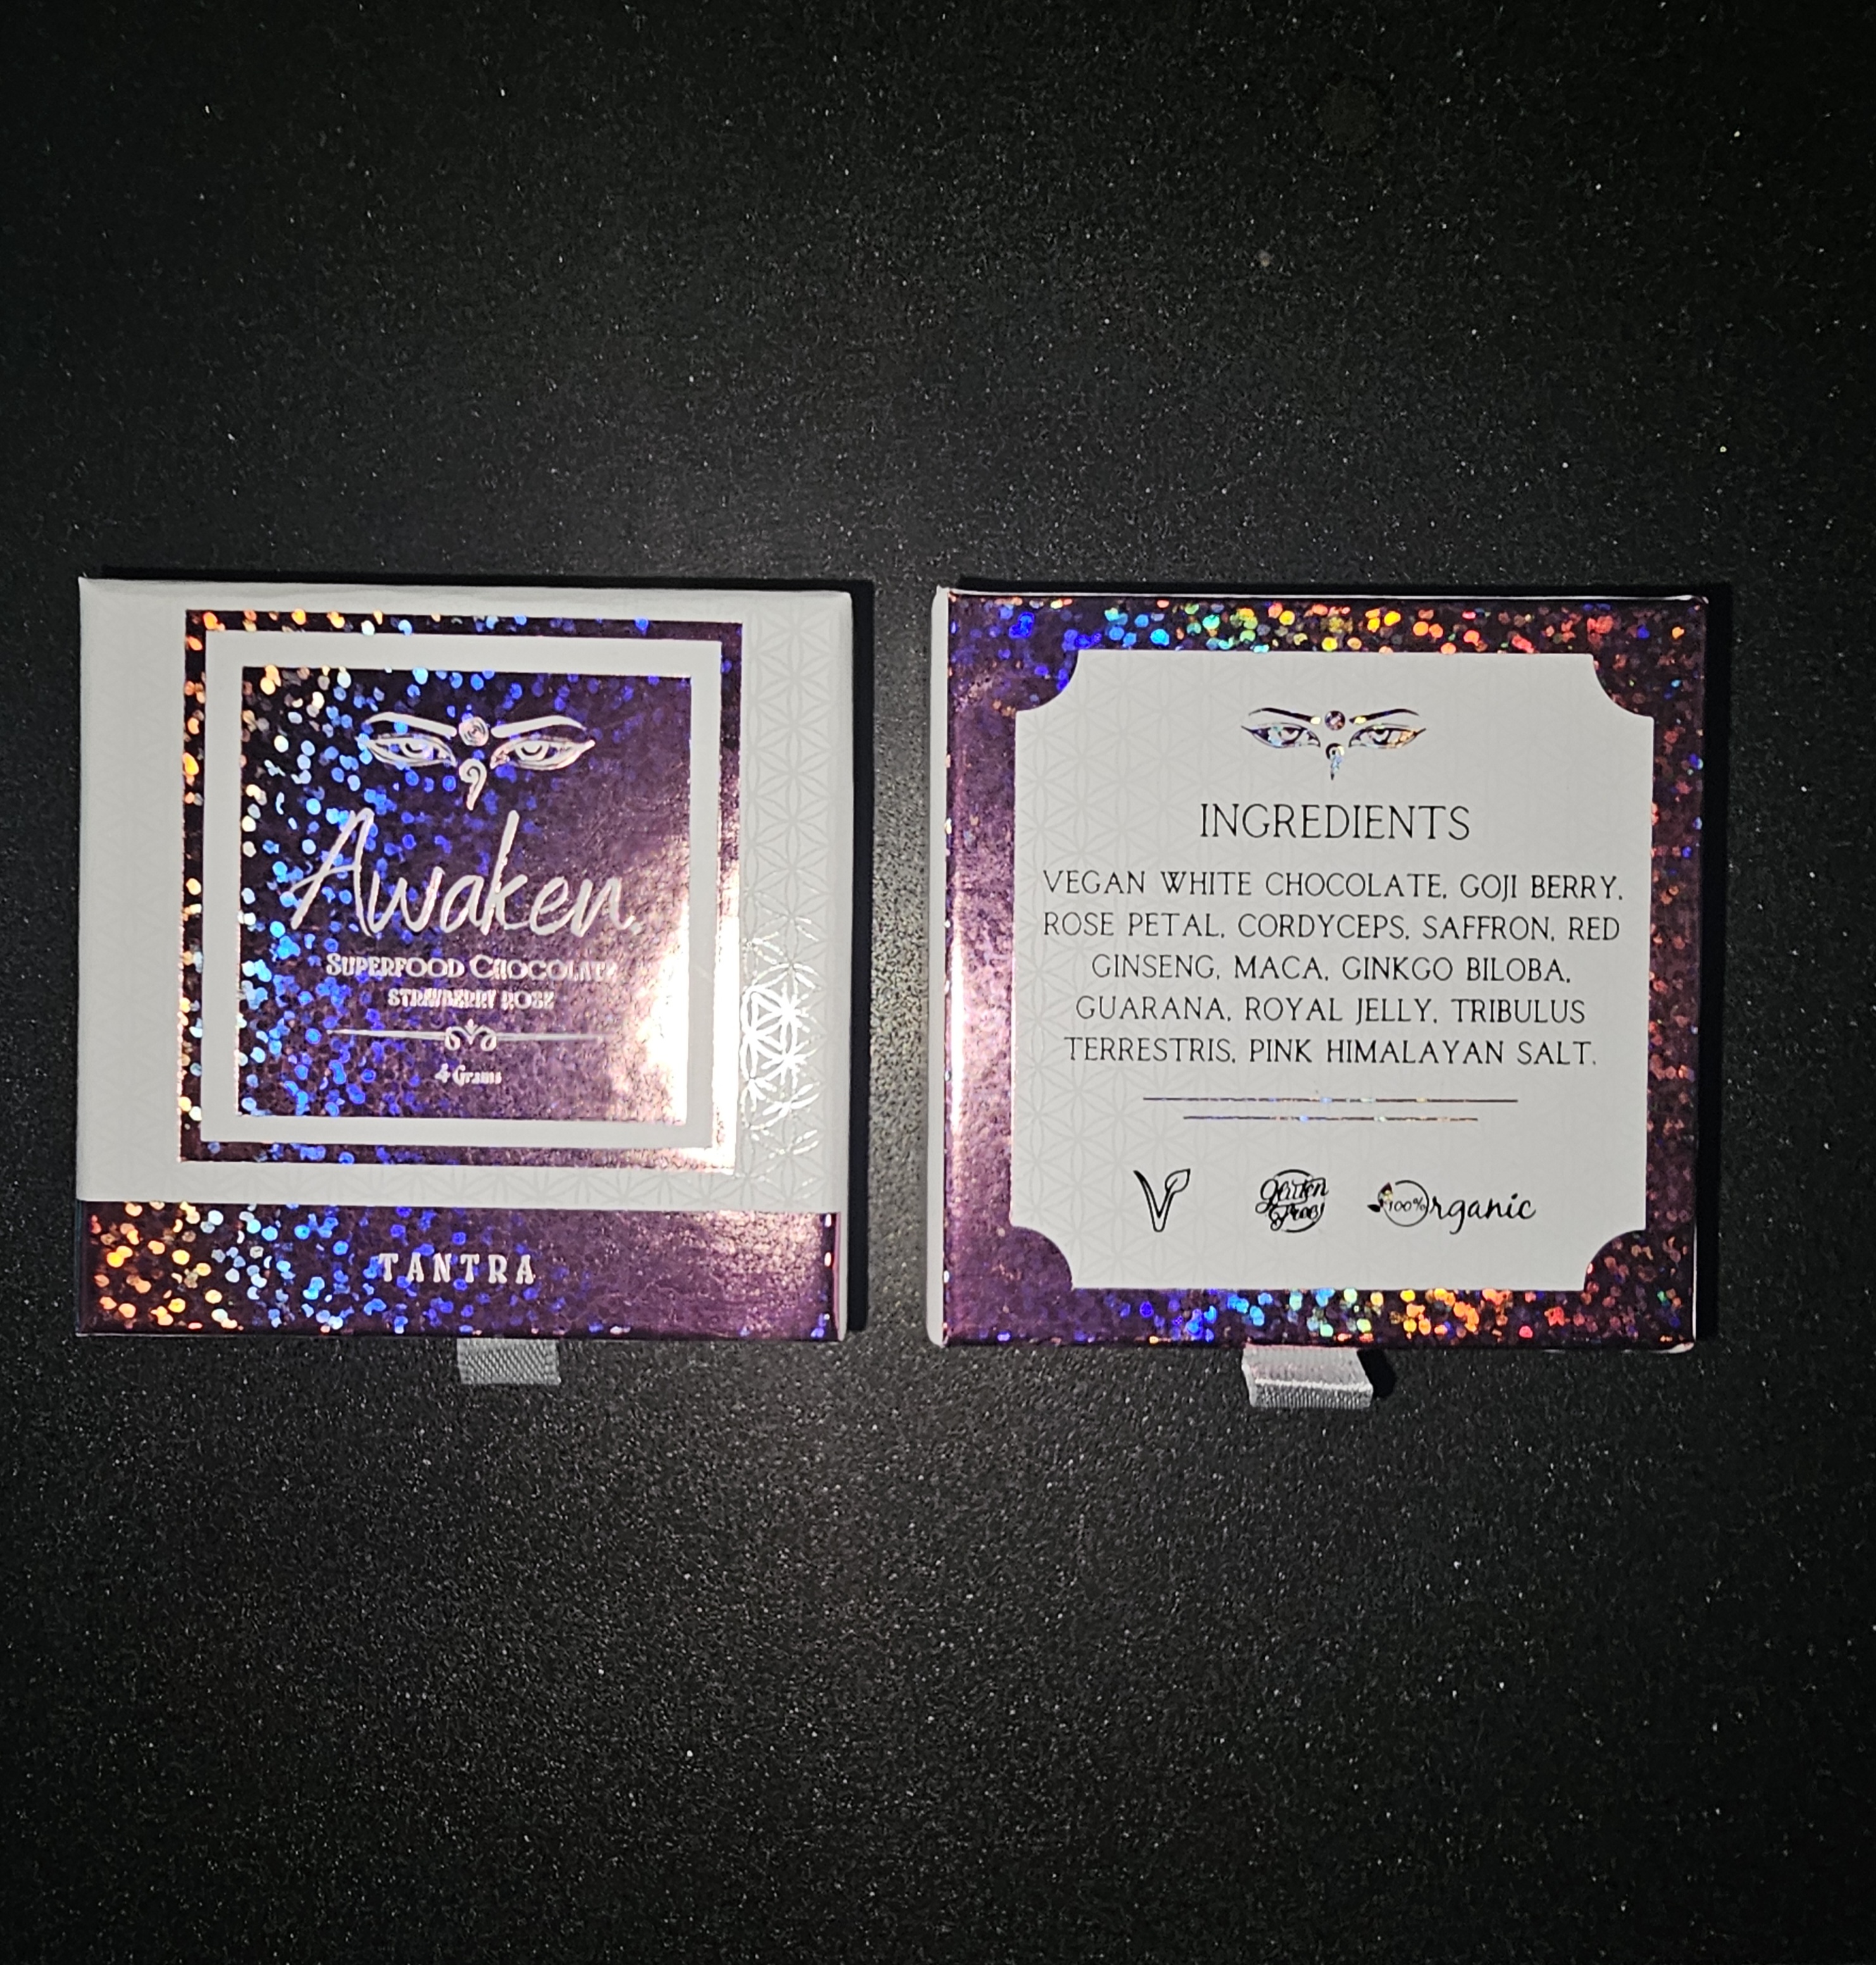 Awaken
SUPERFOOD CHOCOLATE
STRAWBERRY ROSE
4 Grams
TANTRA
INGREDIENTS
VEGAN WHITE CHOCOLATE, GOJI BERRY,
ROSE PETAL, CORDYCEPS, SAFFRON, RED
GINSENG, MACA, GINKGO BILOBA,
GUARANA, ROYAL JELLY, TRIBULUS
TERRESTRIS, PINK HIMALAYAN SALT.
V
Gluten
Free
100% Organic